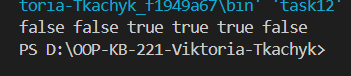 toria-Tkachyk_f1949a67\bin' 'task12'
false false true true true false
PS D:\OOP-KB-221-Viktoria-Tkachyk>